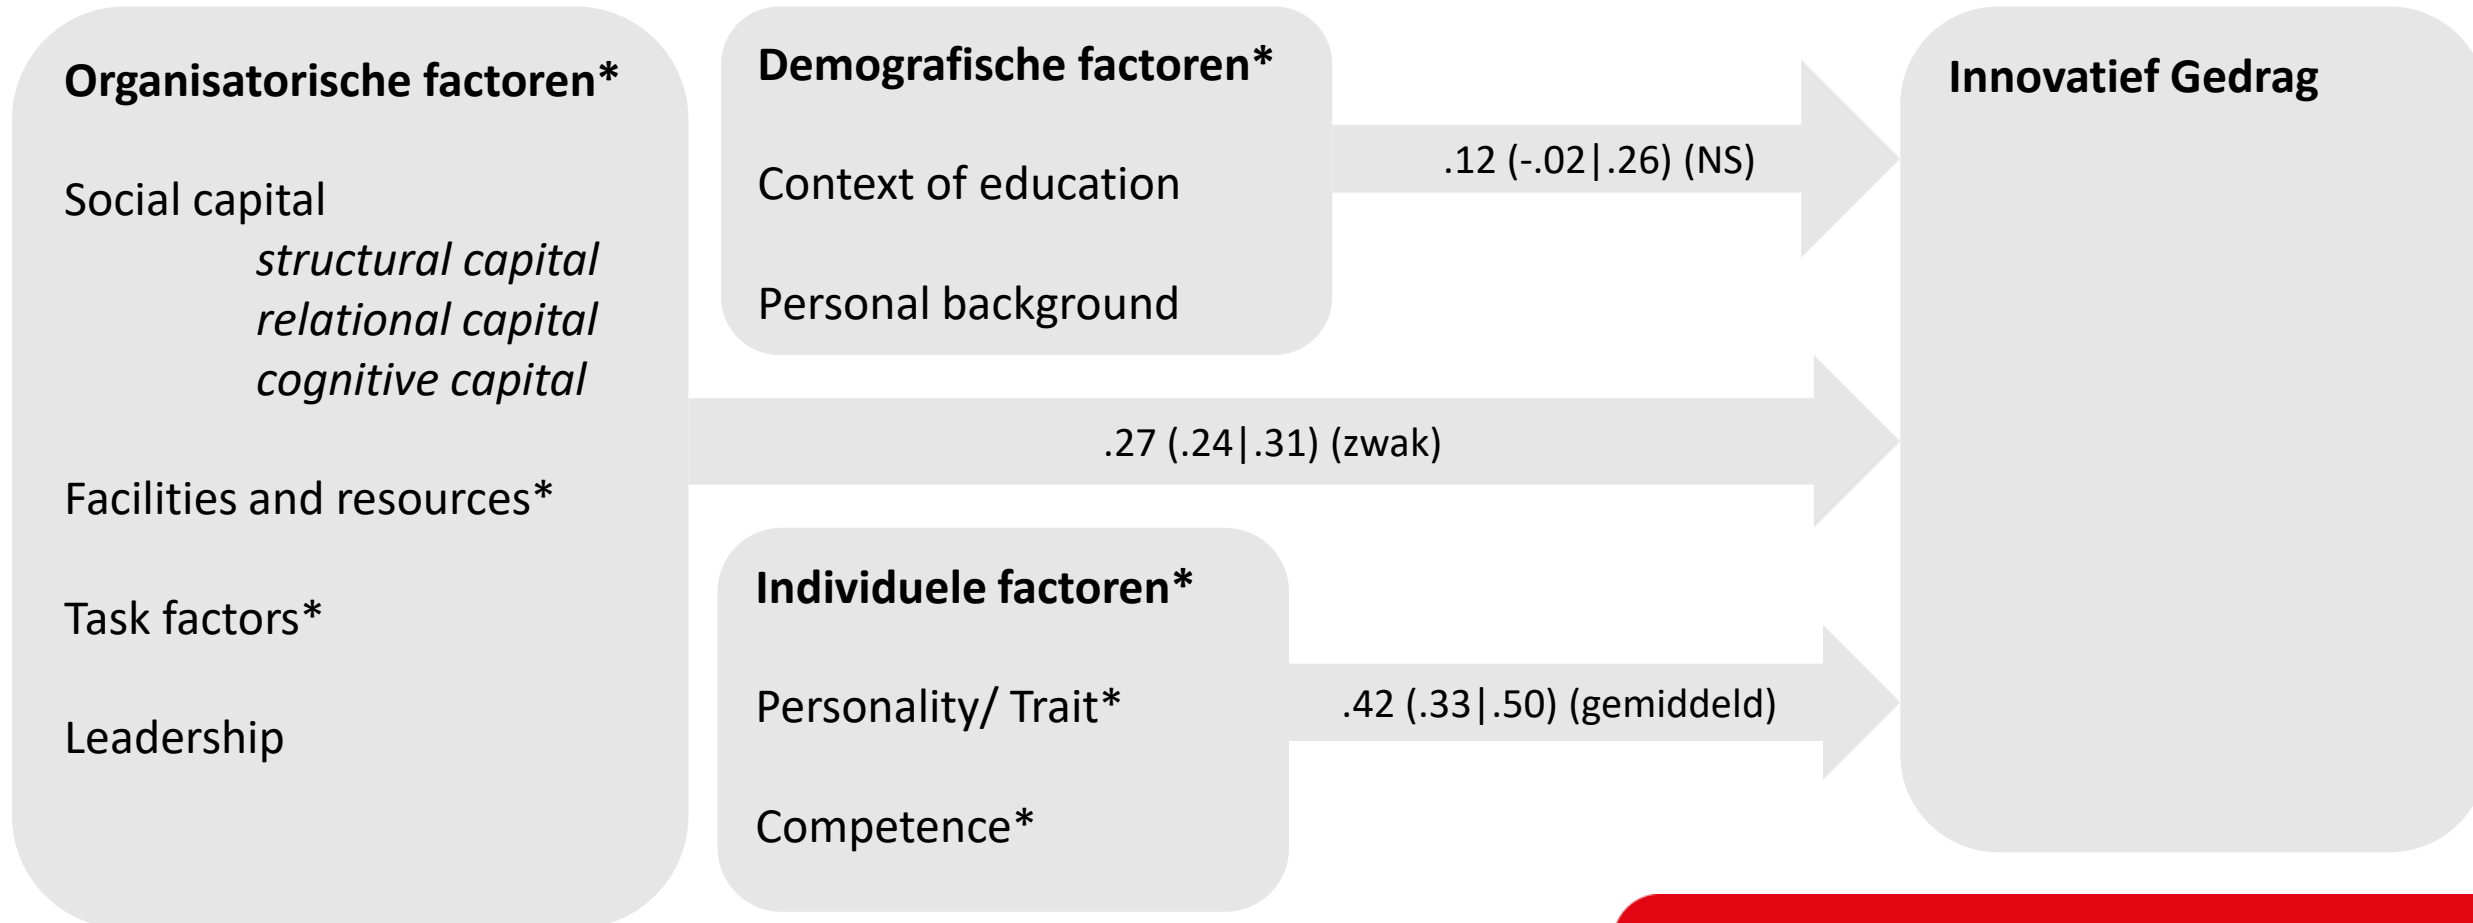 Organisatorische factoren*
Social capital
structural capital
relational capital
cognitive capital
Facilities and resources*
Task factors*
Leadership
Demografische factoren*
Context of education
Personal background
.12 (-.02|.26) (NS)
.27 (.24|.31) (zwak)
Individuele factoren*
Personality/ Trait*
Competence*
.42 (.33|.50) (gemiddeld)
Innovatief Gedrag